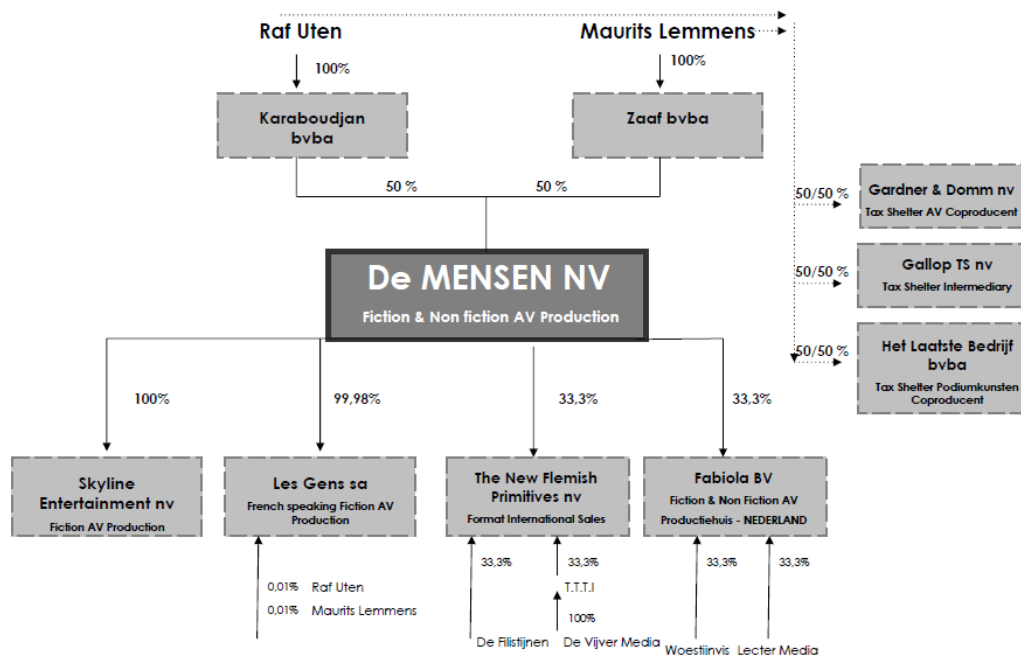 Raf Uten
Maurits Lemmens
100%
100%
Karaboudjan
bvba
Zaaf bvba
50 %
50 %
50/50 %
Gardner & Domm nv
Tax Shelter AV Coproducent
50/50 %
Gallop TS nv
Tax Shelter Intermediary
50/50 %
Het Laatste Bedrijf
bvba
Tax Shelter Podiumkunsten
Coproducent
De MENSEN NV
Fiction & Non fiction AV Production
100%
99,98%
33,3%
33,3%
Skyline
Entertainment nv
Fiction AV Production
Les Gens sa
French speaking Fiction AV
Production
The New Flemish
Primitives nv
Format International Sales
Fabiola BV
Fiction & Non Fiction AV
Productiehuis - NEDERLAND
0,01% Raf Uten
0,01% Maurits Lemmens
33,3%
33,3%
T.T.T.I
100%
De Filistijnen
De Vijver Media
33,3%
33,3%
Woestijnvis
Lecter Media